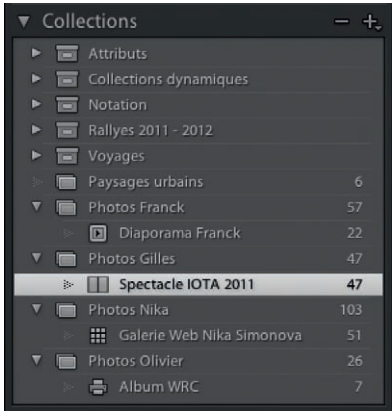 Collections
Attributs
Collections dynamiques
Notation
Rallyes 2011 - 2012
Voyages
Paysages urbains 6
Photos Franck 57
Diaporama Franck 22
Photos Gilles 47
Spectacle IOTA 2011 47
Photos Nika 103
Galerie Web Nika Simonova 51
Photos Olivier 26
Album WRC 7